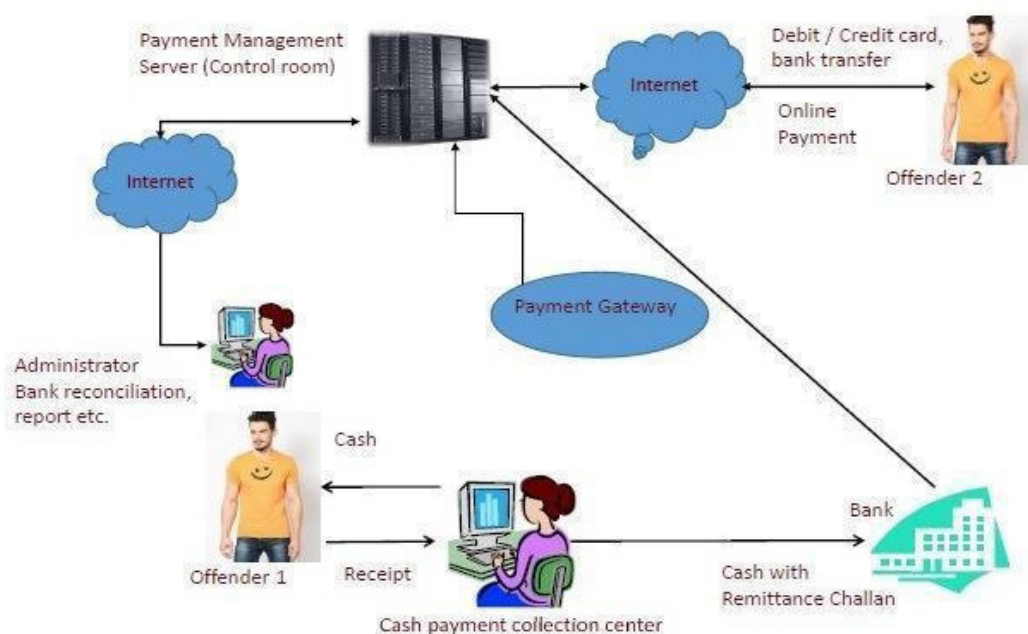 Payment Management
Server (Control room)
Internet
Debit / Credit card,
bank transfer
Online
Payment
Offender 2
Internet
Payment Gateway
Administrator
Bank reconciliation,
report etc.
Cash
Offender 1
Receipt
Cash payment collection center
Bank
Cash with
Remittance Challan